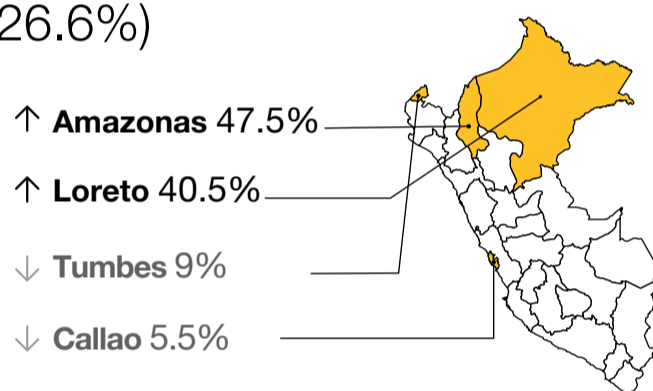 26.6%)
↑ Amazonas 47.5%
↑ Loreto 40.5%
↓ Tumbes 9%
↓ Callao 5.5%